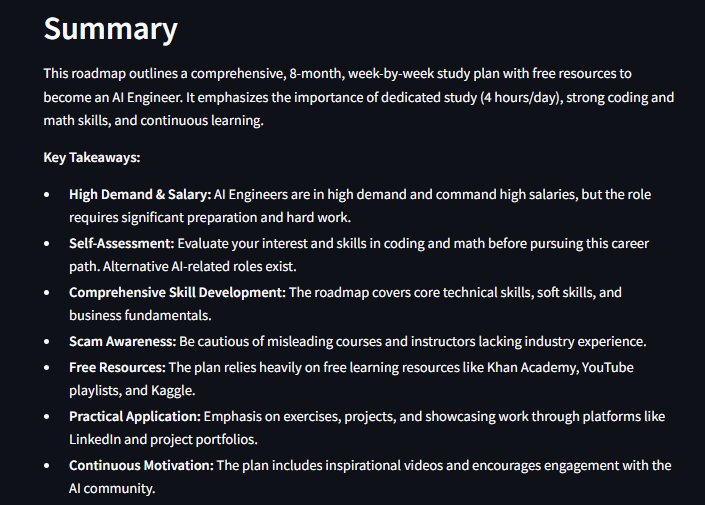 Summary
This roadmap outlines a comprehensive, 8-month, week-by-week study plan with free resources to
become an AI Engineer. It emphasizes the importance of dedicated study (4 hours/day), strong coding and
math skills, and continuous learning.
Key Takeaways:
• High Demand & Salary: AI Engineers are in high demand and command high salaries, but the role
requires significant preparation and hard work.
• Self-Assessment: Evaluate your interest and skills in coding and math before pursuing this career
path. Alternative AI-related roles exist.
• Comprehensive Skill Development: The roadmap covers core technical skills, soft skills, and
business fundamentals.
• Scam Awareness: Be cautious of misleading courses and instructors lacking industry experience.
• Free Resources: The plan relies heavily on free learning resources like Khan Academy, YouTube
playlists, and Kaggle.
• Practical Application: Emphasis on exercises, projects, and showcasing work through platforms like
LinkedIn and project portfolios.
• Continuous Motivation: The plan includes inspirational videos and encourages engagement with the
AI community.